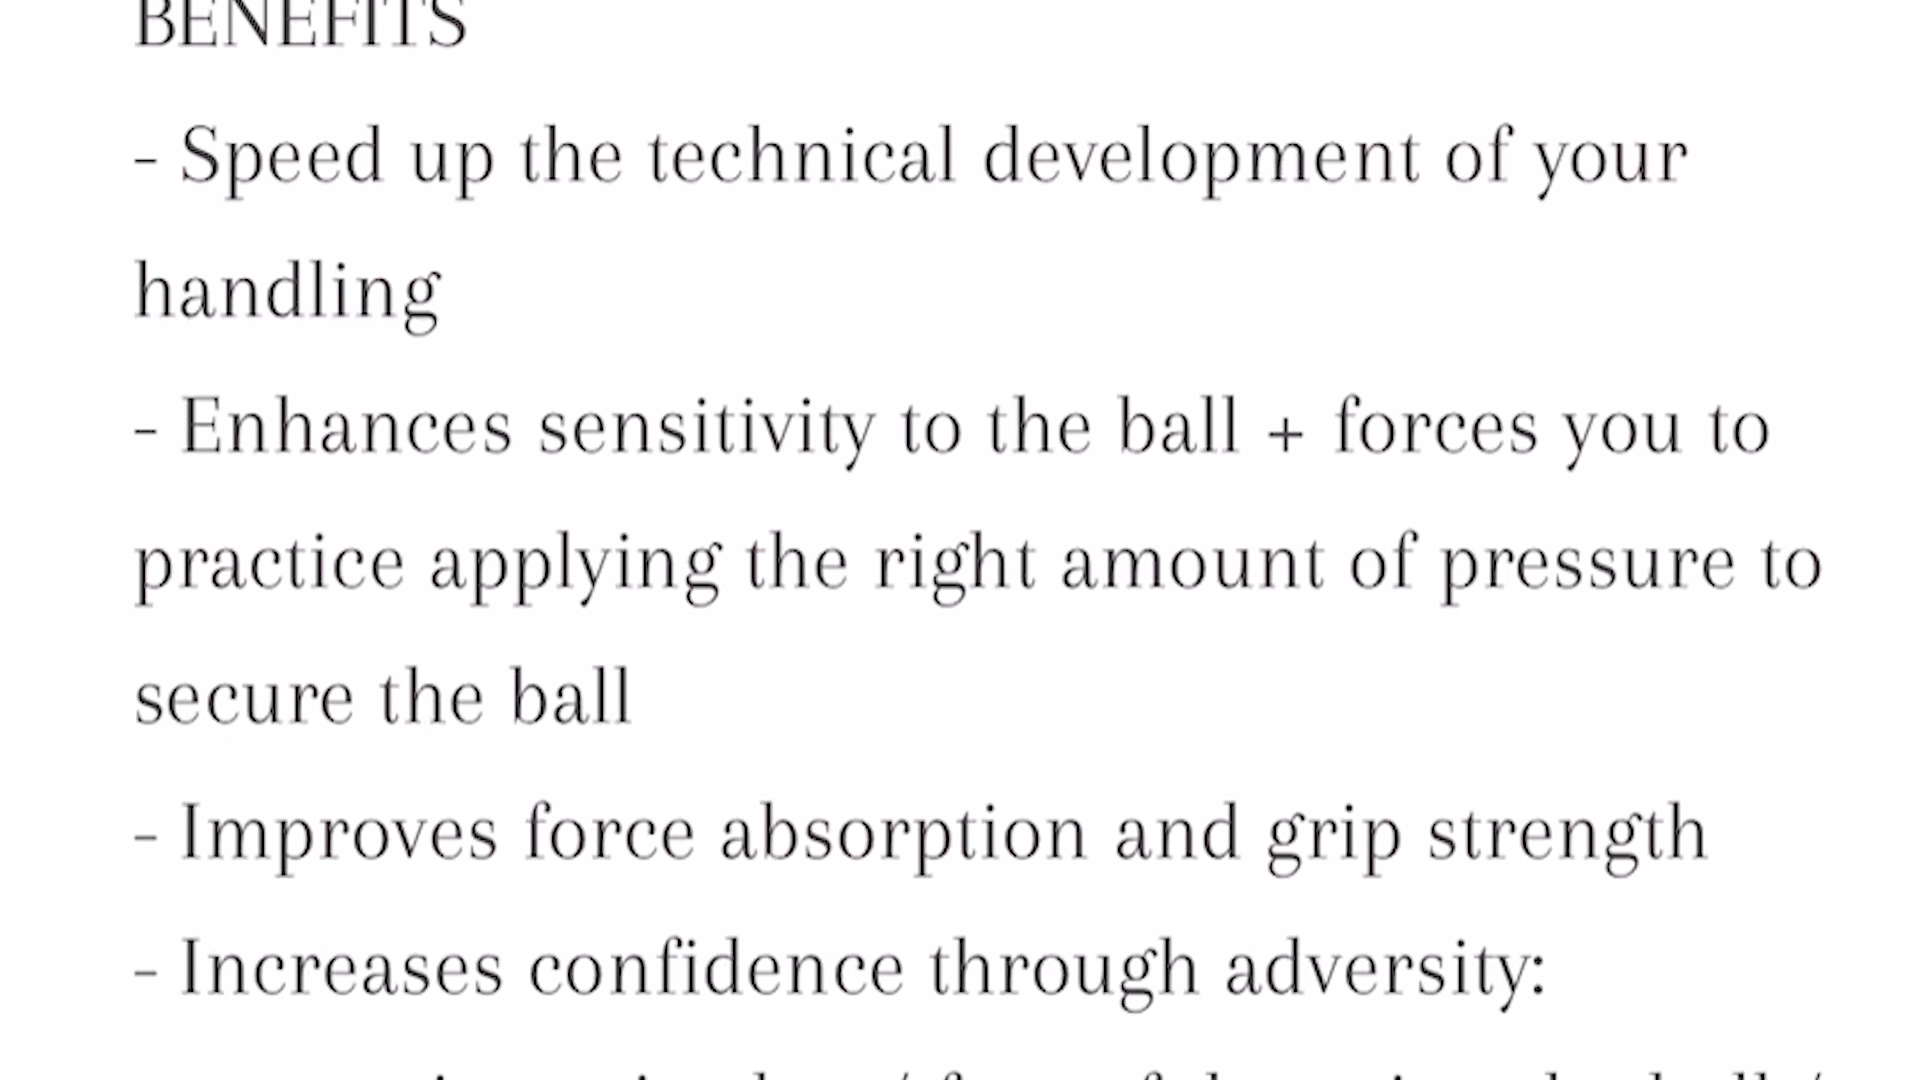 BENEFITS
- Speed up the technical development of your
handling
- Enhances sensitivity to the ball + forces you to
practice applying the right amount of pressure to
secure the ball
- Improves force absorption and grip strength
- Increases confidence through adversity: